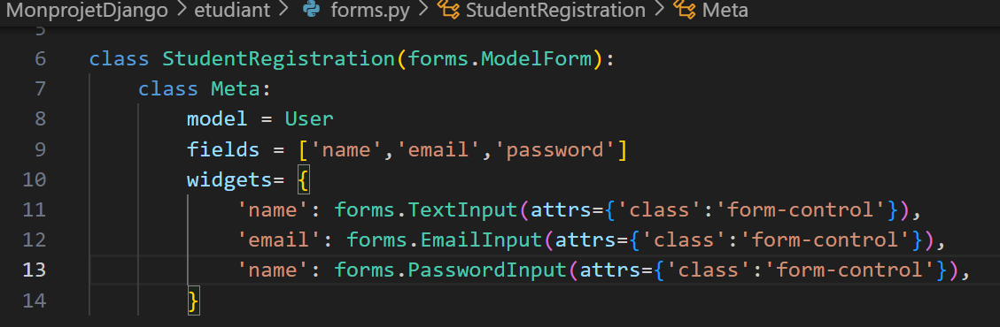 MonprojetDjango > etudiant > forms.py > StudentRegistration > Meta
5
6 class StudentRegistration(forms.ModelForm):
7     class Meta:
8         model = User
9         fields = ['name','email','password']
10         widgets= {
11             'name': forms.TextInput(attrs={'class':'form-control'}),
12             'email': forms.EmailInput(attrs={'class':'form-control'}),
13             'name': forms.PasswordInput(attrs={'class':'form-control'}),
14         }